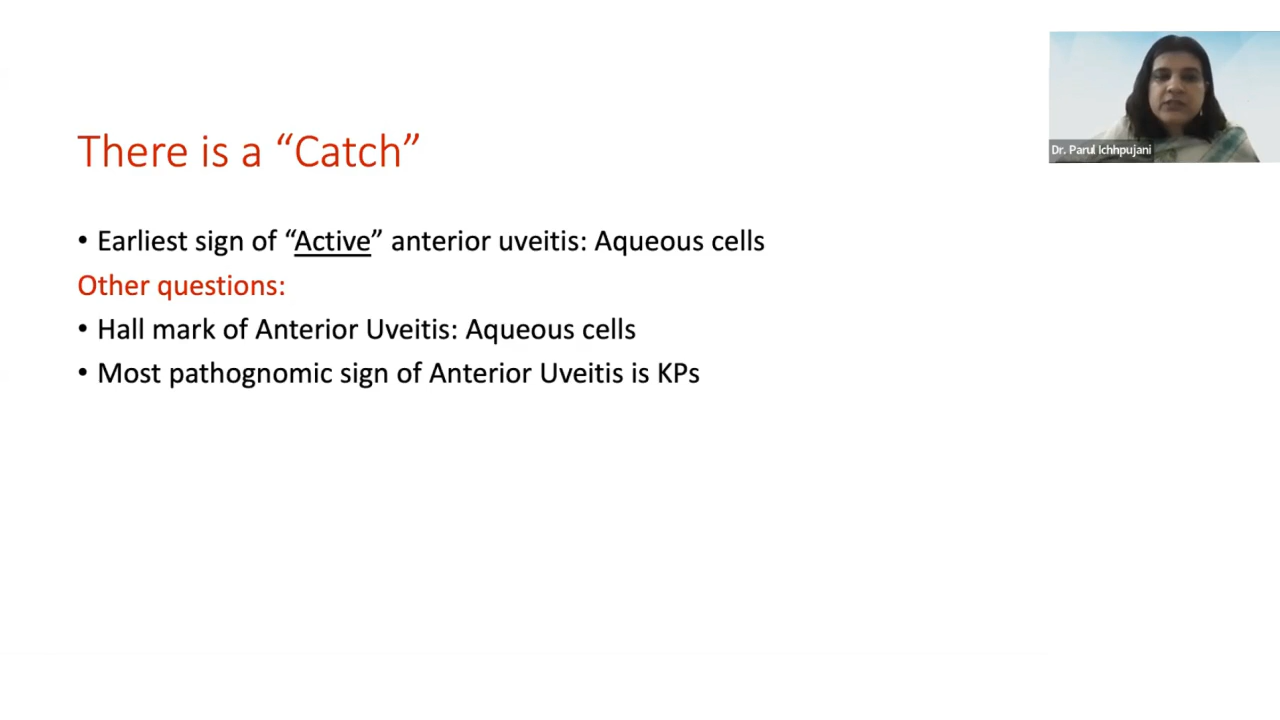 There is a “Catch”
• Earliest sign of “Active” anterior uveitis: Aqueous cells
Other questions:
• Hall mark of Anterior Uveitis: Aqueous cells
• Most pathognomic sign of Anterior Uveitis is KPs
Dr. Parul Ichhpujani